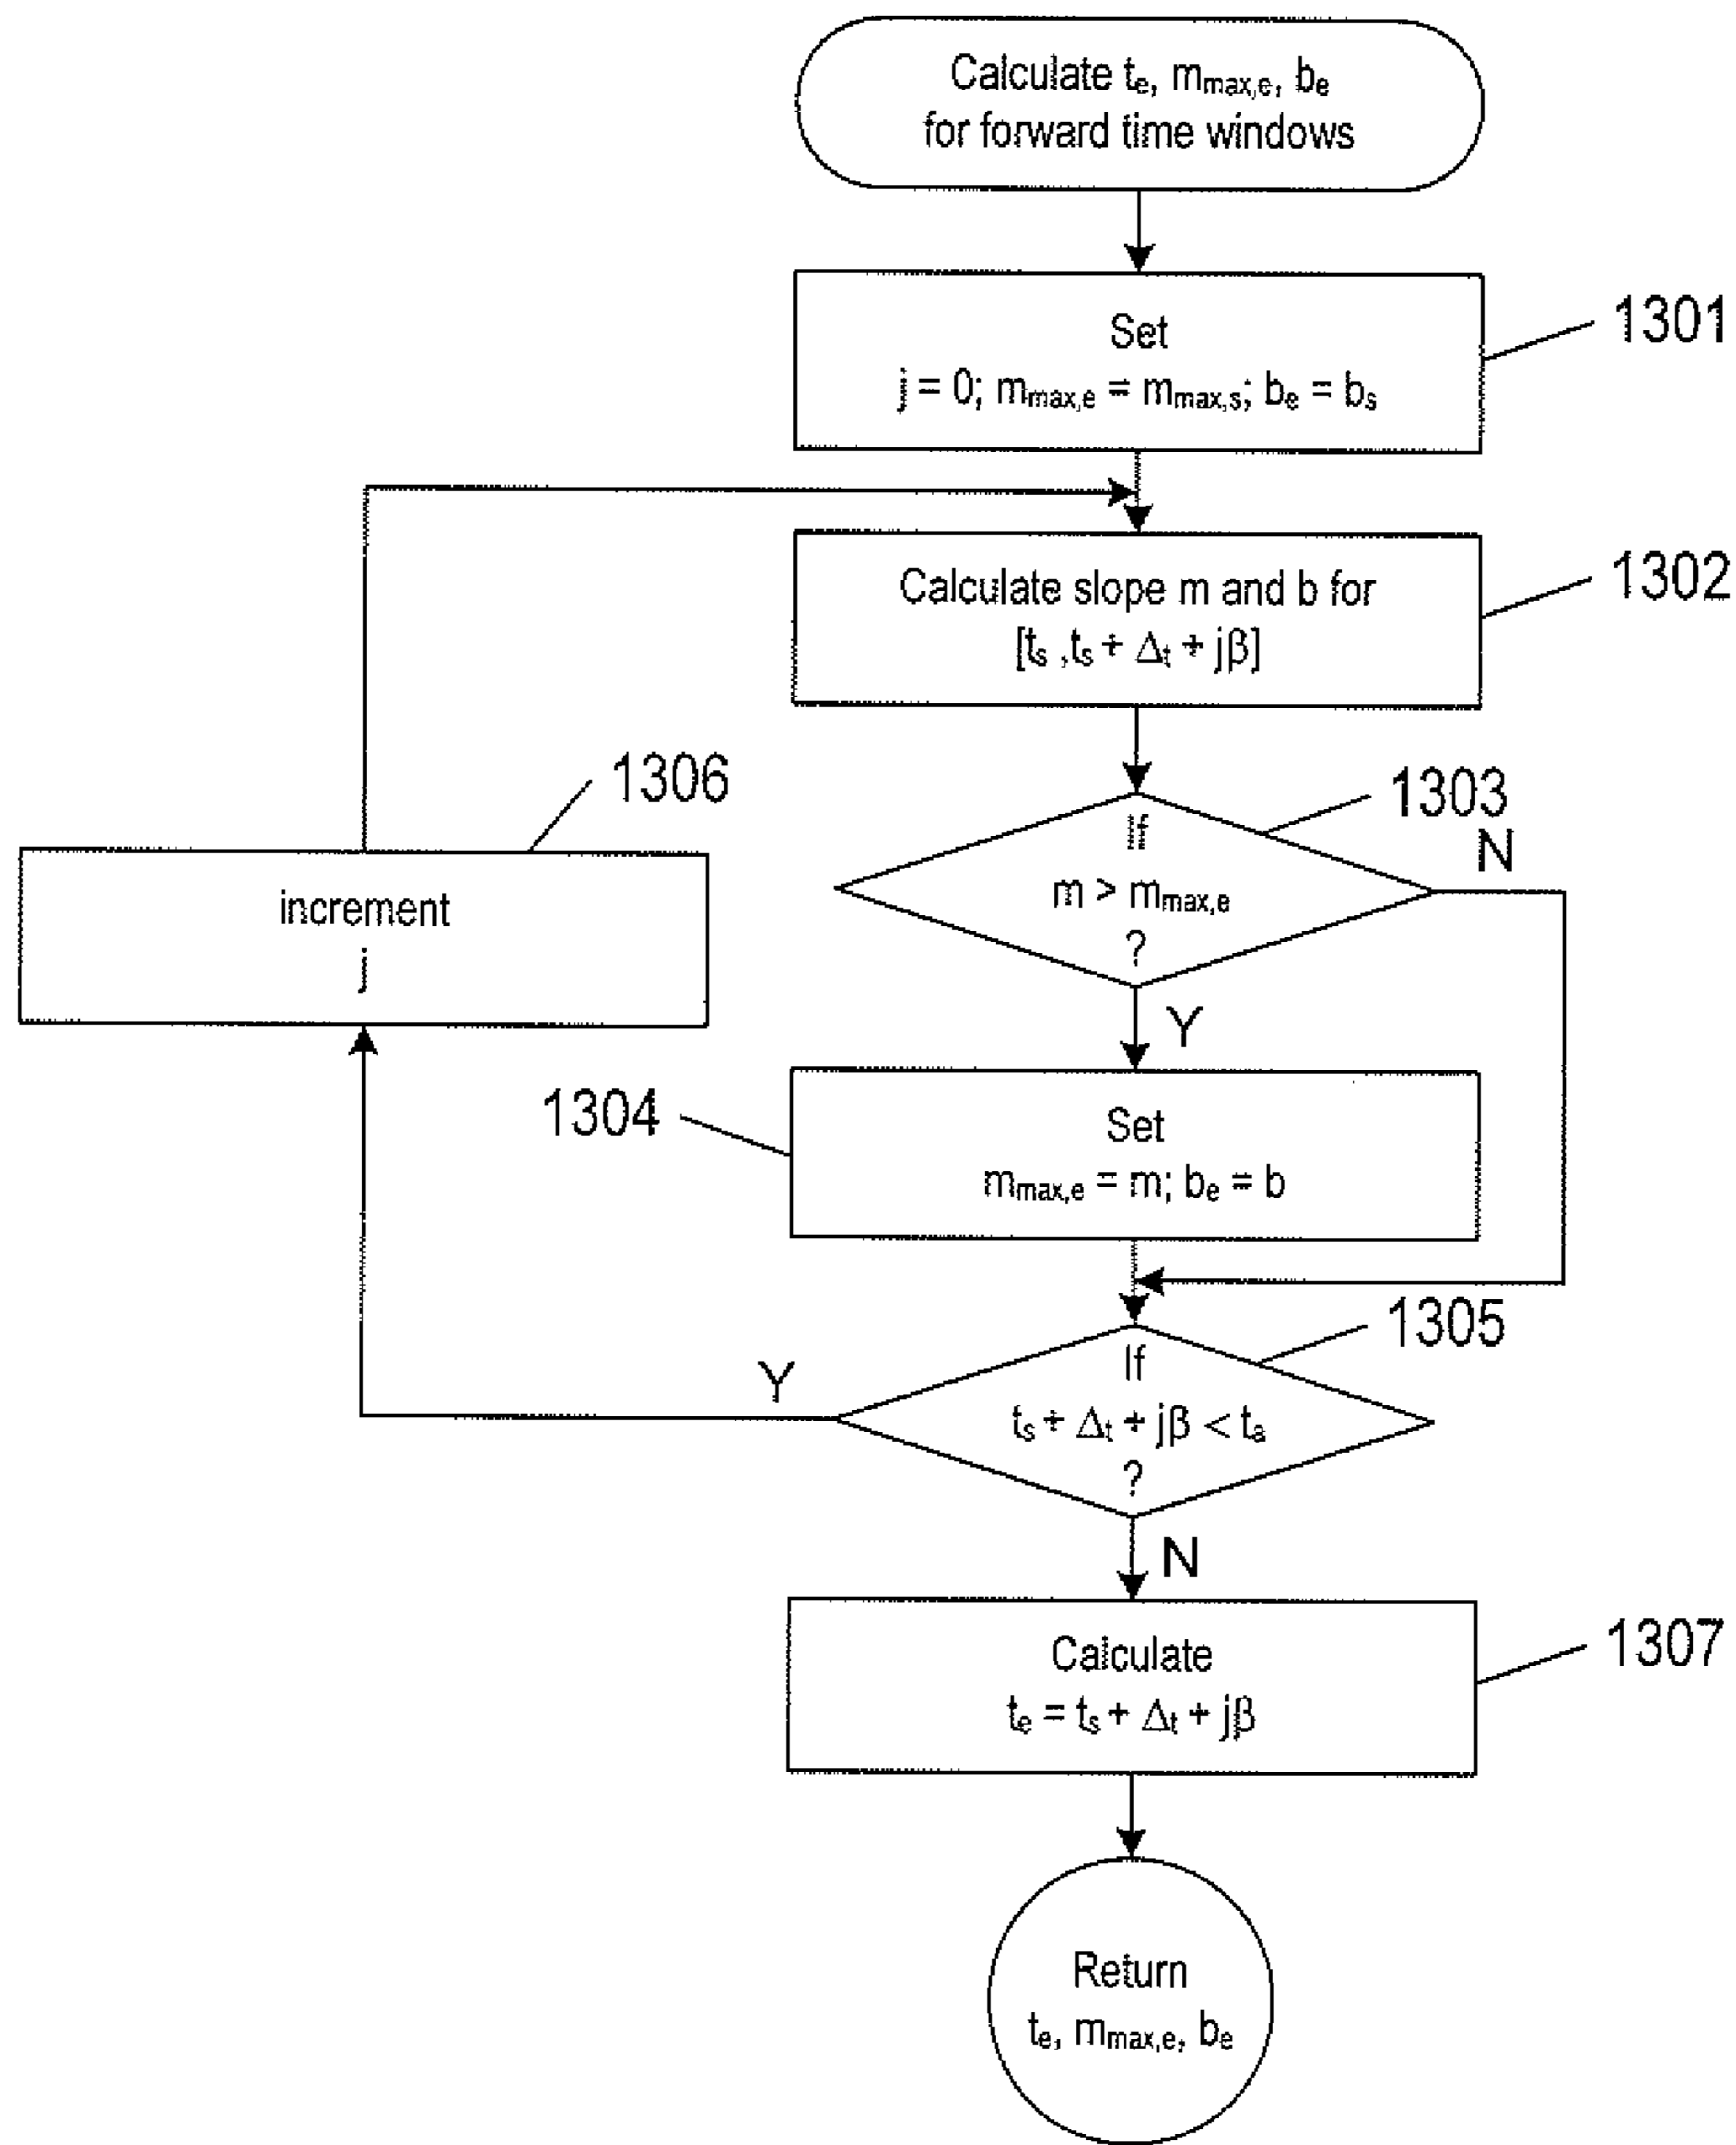 Calculate tₑ, mₘₐₓ,ₑ, bₑ
for forward time windows
Set
j = 0; mₘₐₓ,ₑ = mₘₐₓ,ₛ; bₑ = bₛ
1301
Calculate slope m and b for
[tₛ ,tₛ + Δₜ + jβ]
1302
If
m > mₘₐₓ,ₑ
?
1303
N
Y
1306
increment
j
1304
Set
mₘₐₓ,ₑ = m; bₑ = b
If
tₛ + Δₜ + jβ < tₐ
?
1305
Y
N
Calculate
tₑ = tₛ + Δₜ + jβ
1307
Return
tₑ, mₘₐₓ,ₑ, bₑ